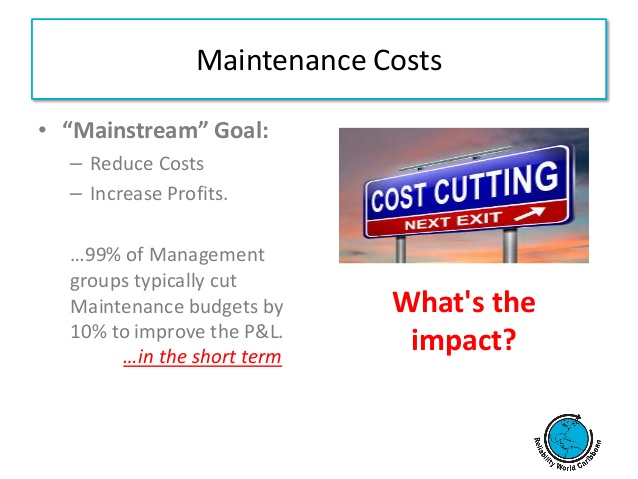 Maintenance Costs
• “Mainstream” Goal:
– Reduce Costs
– Increase Profits.
…99% of Management
groups typically cut
Maintenance budgets by
10% to improve the P&L.
…in the short term
COST CUTTING
NEXT EXIT
What's the
impact?
Reliability World Caribbean